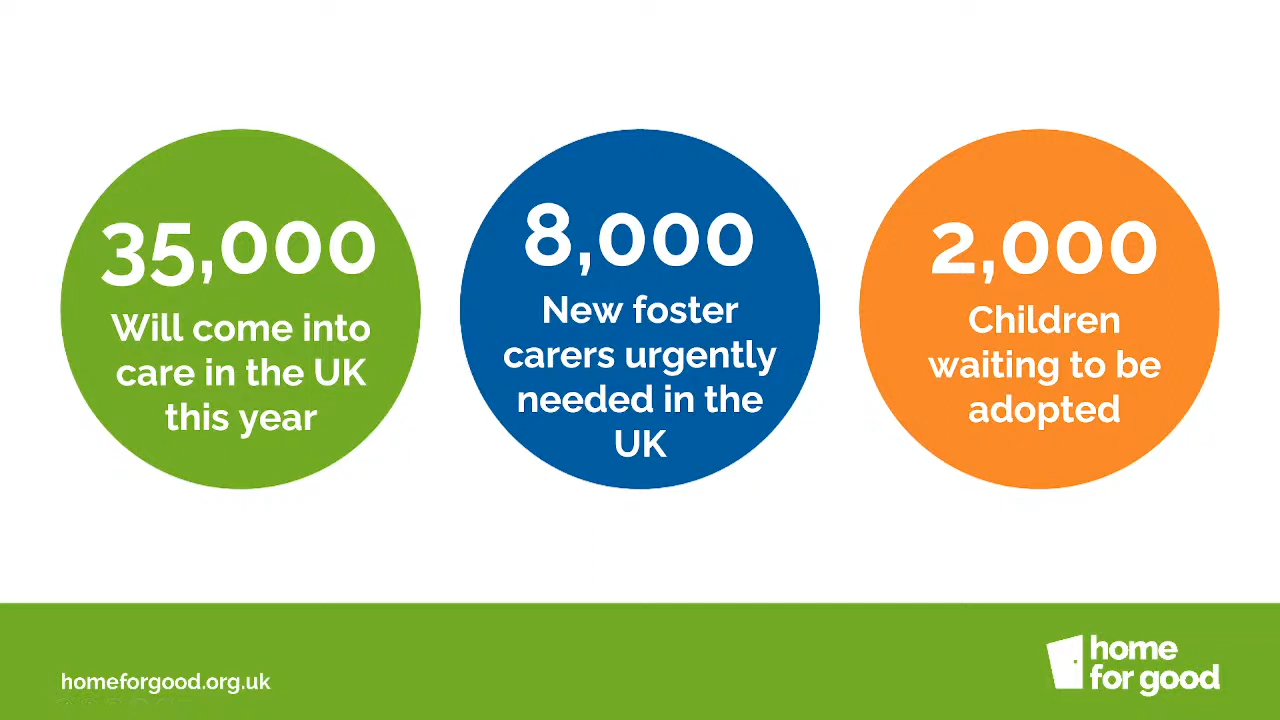 35,000
Will come into
care in the UK
this year
8,000
New foster
carers urgently
needed in the
UK
2,000
Children
waiting to be
adopted
homeforgood.org.uk
home
for good